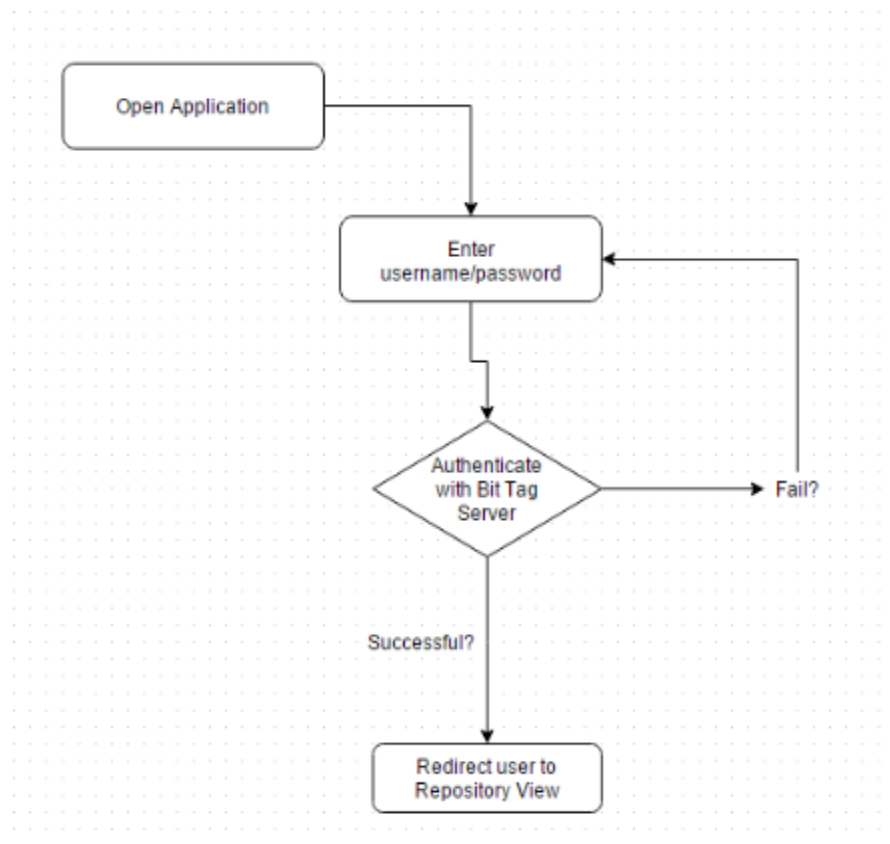 Open Application
Enter
username/password
Authenticate
with Bit Tag
Server
Fail?
Successful?
Redirect user to
Repository View